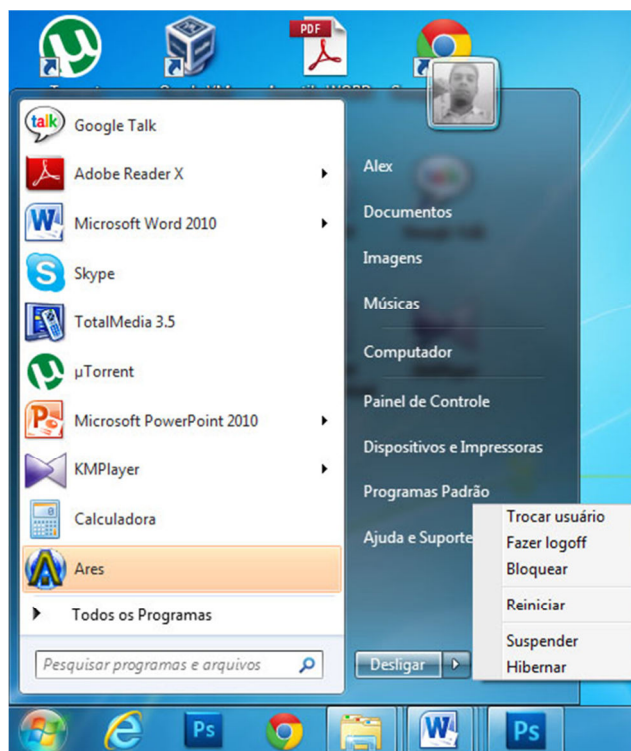 PDF
talk
Google Talk
Adobe Reader X
Microsoft Word 2010
Skype
TotalMedia 3.5
µTorrent
Microsoft PowerPoint 2010
KMPlayer
Calculadora
Ares
Todos os Programas
Pesquisar programas e arquivos
Alex
Documentos
Imagens
Músicas
Computador
Painel de Controle
Dispositivos e Impressoras
Programas Padrão
Ajuda e Suporte
Desligar
Trocar usuário
Fazer logoff
Bloquear
Reiniciar
Suspender
Hibernar
Ps
W
Ps